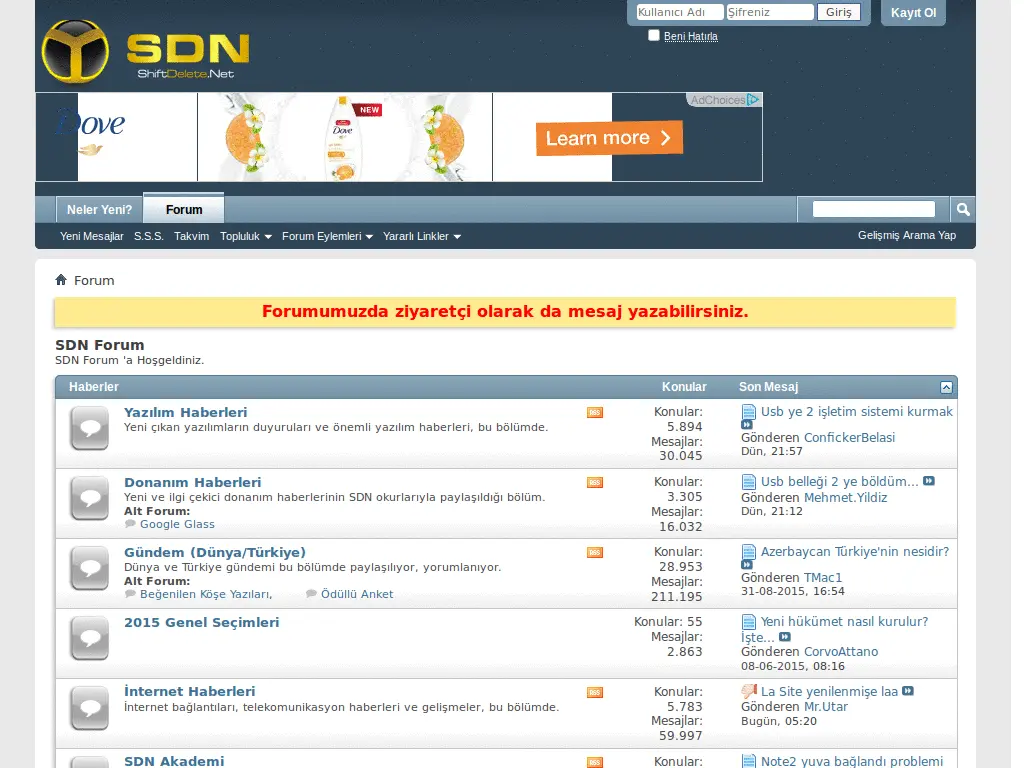 Kullanıcı Adı Şifreniz Giriş Kayıt Ol
Beni Hatırla
SDN
ShiftDelete.Net
AdChoices
Dove
NEW
Dove
Learn more
Neler Yeni? Forum
Yeni Mesajlar S.S.S. Takvim Topluluk Forum Eylemleri Yararlı Linkler Gelişmiş Arama Yap
Forum
Forumumuzda ziyaretçi olarak da mesaj yazabilirsiniz.
SDN Forum
SDN Forum 'a Hoşgeldiniz.
Haberler Konular Son Mesaj
Yazılım Haberleri
Yeni çıkan yazılımların duyuruları ve önemli yazılım haberleri, bu bölümde.
RSS
Konular:
5.894
Mesajlar:
30.045
Usb ye 2 işletim sistemi kurmak
Gönderen ConfickerBelasi
Dün, 21:57
Donanım Haberleri
Yeni ve ilgi çekici donanım haberlerinin SDN okurlarıyla paylaşıldığı bölüm.
Alt Forum:
Google Glass
RSS
Konular:
3.305
Mesajlar:
16.032
Usb belleği 2 ye böldüm...
Gönderen Mehmet.Yildiz
Dün, 21:12
Gündem (Dünya/Türkiye)
Dünya ve Türkiye gündemi bu bölümde paylaşılıyor, yorumlanıyor.
Alt Forum:
Beğenilen Köşe Yazıları, Ödüllü Anket
RSS
Konular:
28.953
Mesajlar:
211.195
Azerbaycan Türkiye'nin nesidir?
Gönderen TMac1
31-08-2015, 16:54
2015 Genel Seçimleri
Konular: 55
Mesajlar:
2.863
Yeni hükümet nasıl kurulur?
İşte...
Gönderen CorvoAttano
08-06-2015, 08:16
İnternet Haberleri
İnternet bağlantıları, telekomunikasyon haberleri ve gelişmeler, bu bölümde.
RSS
Konular:
5.783
Mesajlar:
59.997
La Site yenilenmişe laa
Gönderen Mr.Utar
Bugün, 05:20
SDN Akademi
RSS
Konular:
Note2 yuva bağlandı problemi